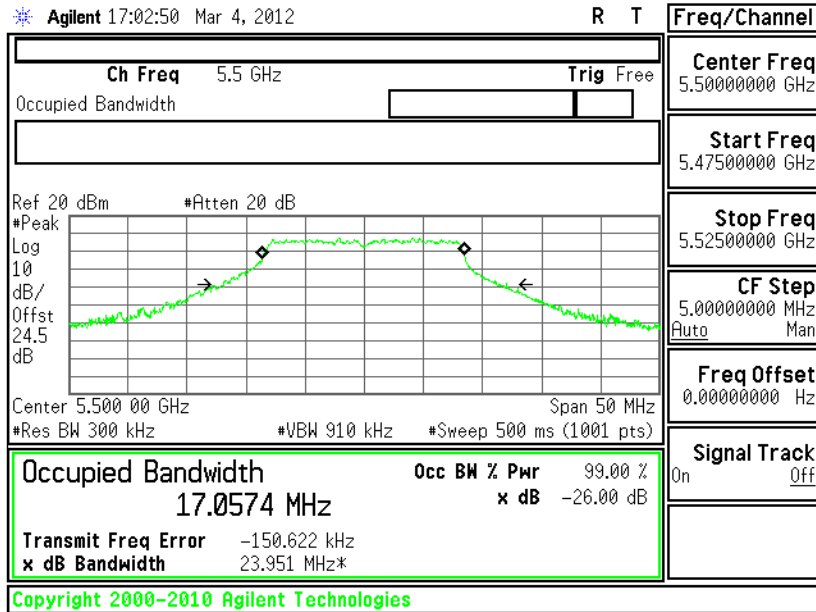 Agilent 17:02:50 Mar 4, 2012 R T
Freq/Channel
Ch Freq 5.5 GHz Trig Free
Occupied Bandwidth
Center Freq
5.50000000 GHz
Start Freq
5.47500000 GHz
Stop Freq
5.52500000 GHz
CF Step
5.00000000 MHz
Auto Man
Freq Offset
0.00000000 Hz
Signal Track
On Off
Ref 20 dBm #Atten 20 dB
#Peak
Log
10
dB/
Offst
24.5
dB
Center 5.500 00 GHz Span 50 MHz
#Res BW 300 kHz #VBW 910 kHz #Sweep 500 ms (1001 pts)
Occupied Bandwidth Occ BW % Pwr 99.00 %
17.0574 MHz x dB -26.00 dB
Transmit Freq Error -150.622 kHz
x dB Bandwidth 23.951 MHz*
Copyright 2000-2010 Agilent Technologies